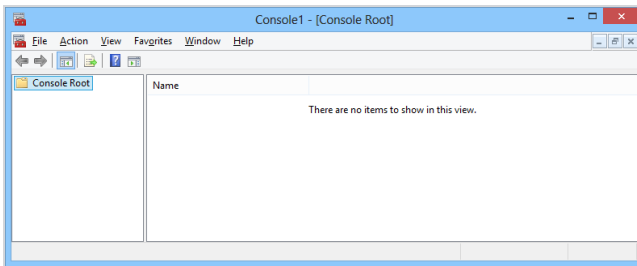 Console1 - [Console Root]
File Action View Favorites Window Help
Console Root
Name
There are no items to show in this view.